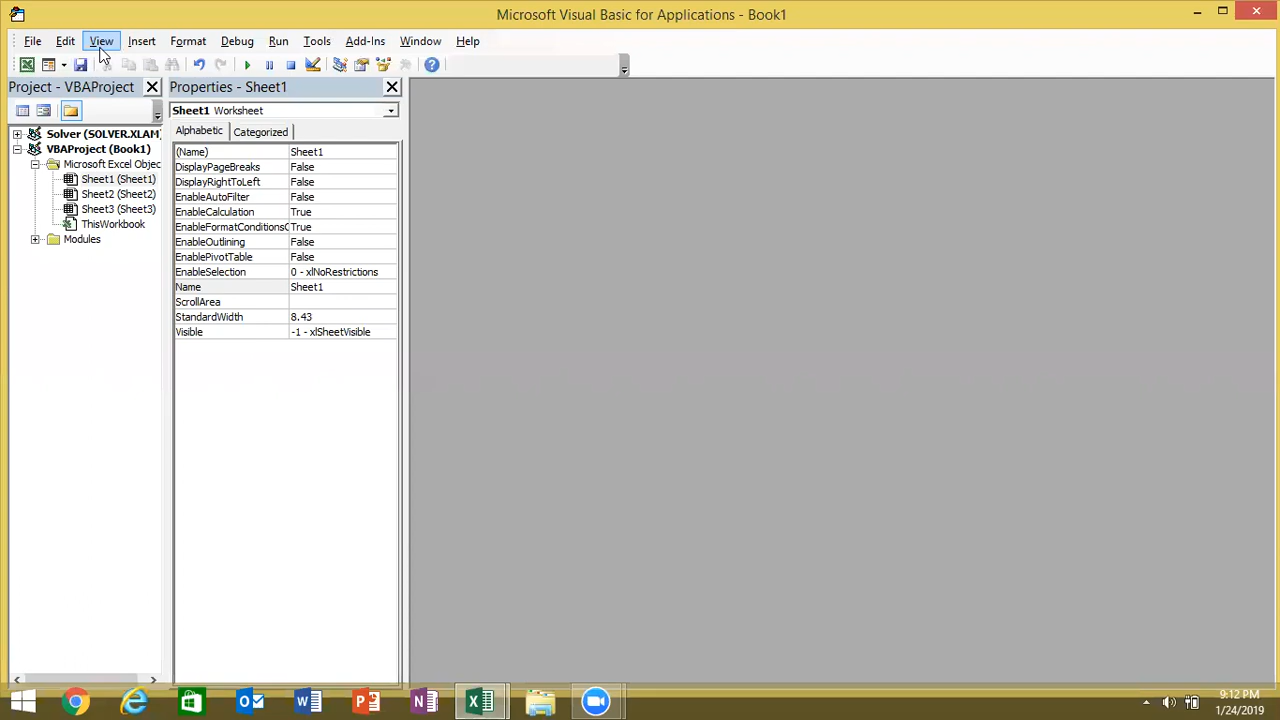 Microsoft Visual Basic for Applications - Book1
File Edit View Insert Format Debug Run Tools Add-Ins Window Help
Project - VBAProject
Properties - Sheet1
Sheet1 Worksheet
Alphabetic Categorized
Solver (SOLVER.XLAM)
VBAProject (Book1)
Microsoft Excel Objec
Sheet1 (Sheet1)
Sheet2 (Sheet2)
Sheet3 (Sheet3)
ThisWorkbook
Modules
(Name) Sheet1
DisplayPageBreaks False
DisplayRightToLeft False
EnableAutoFilter False
EnableCalculation True
EnableFormatConditionsC True
EnableOutlining False
EnablePivotTable False
EnableSelection 0 - xlNoRestrictions
Name Sheet1
ScrollArea
StandardWidth 8.43
Visible -1 - xlSheetVisible
9:12 PM
1/24/2019